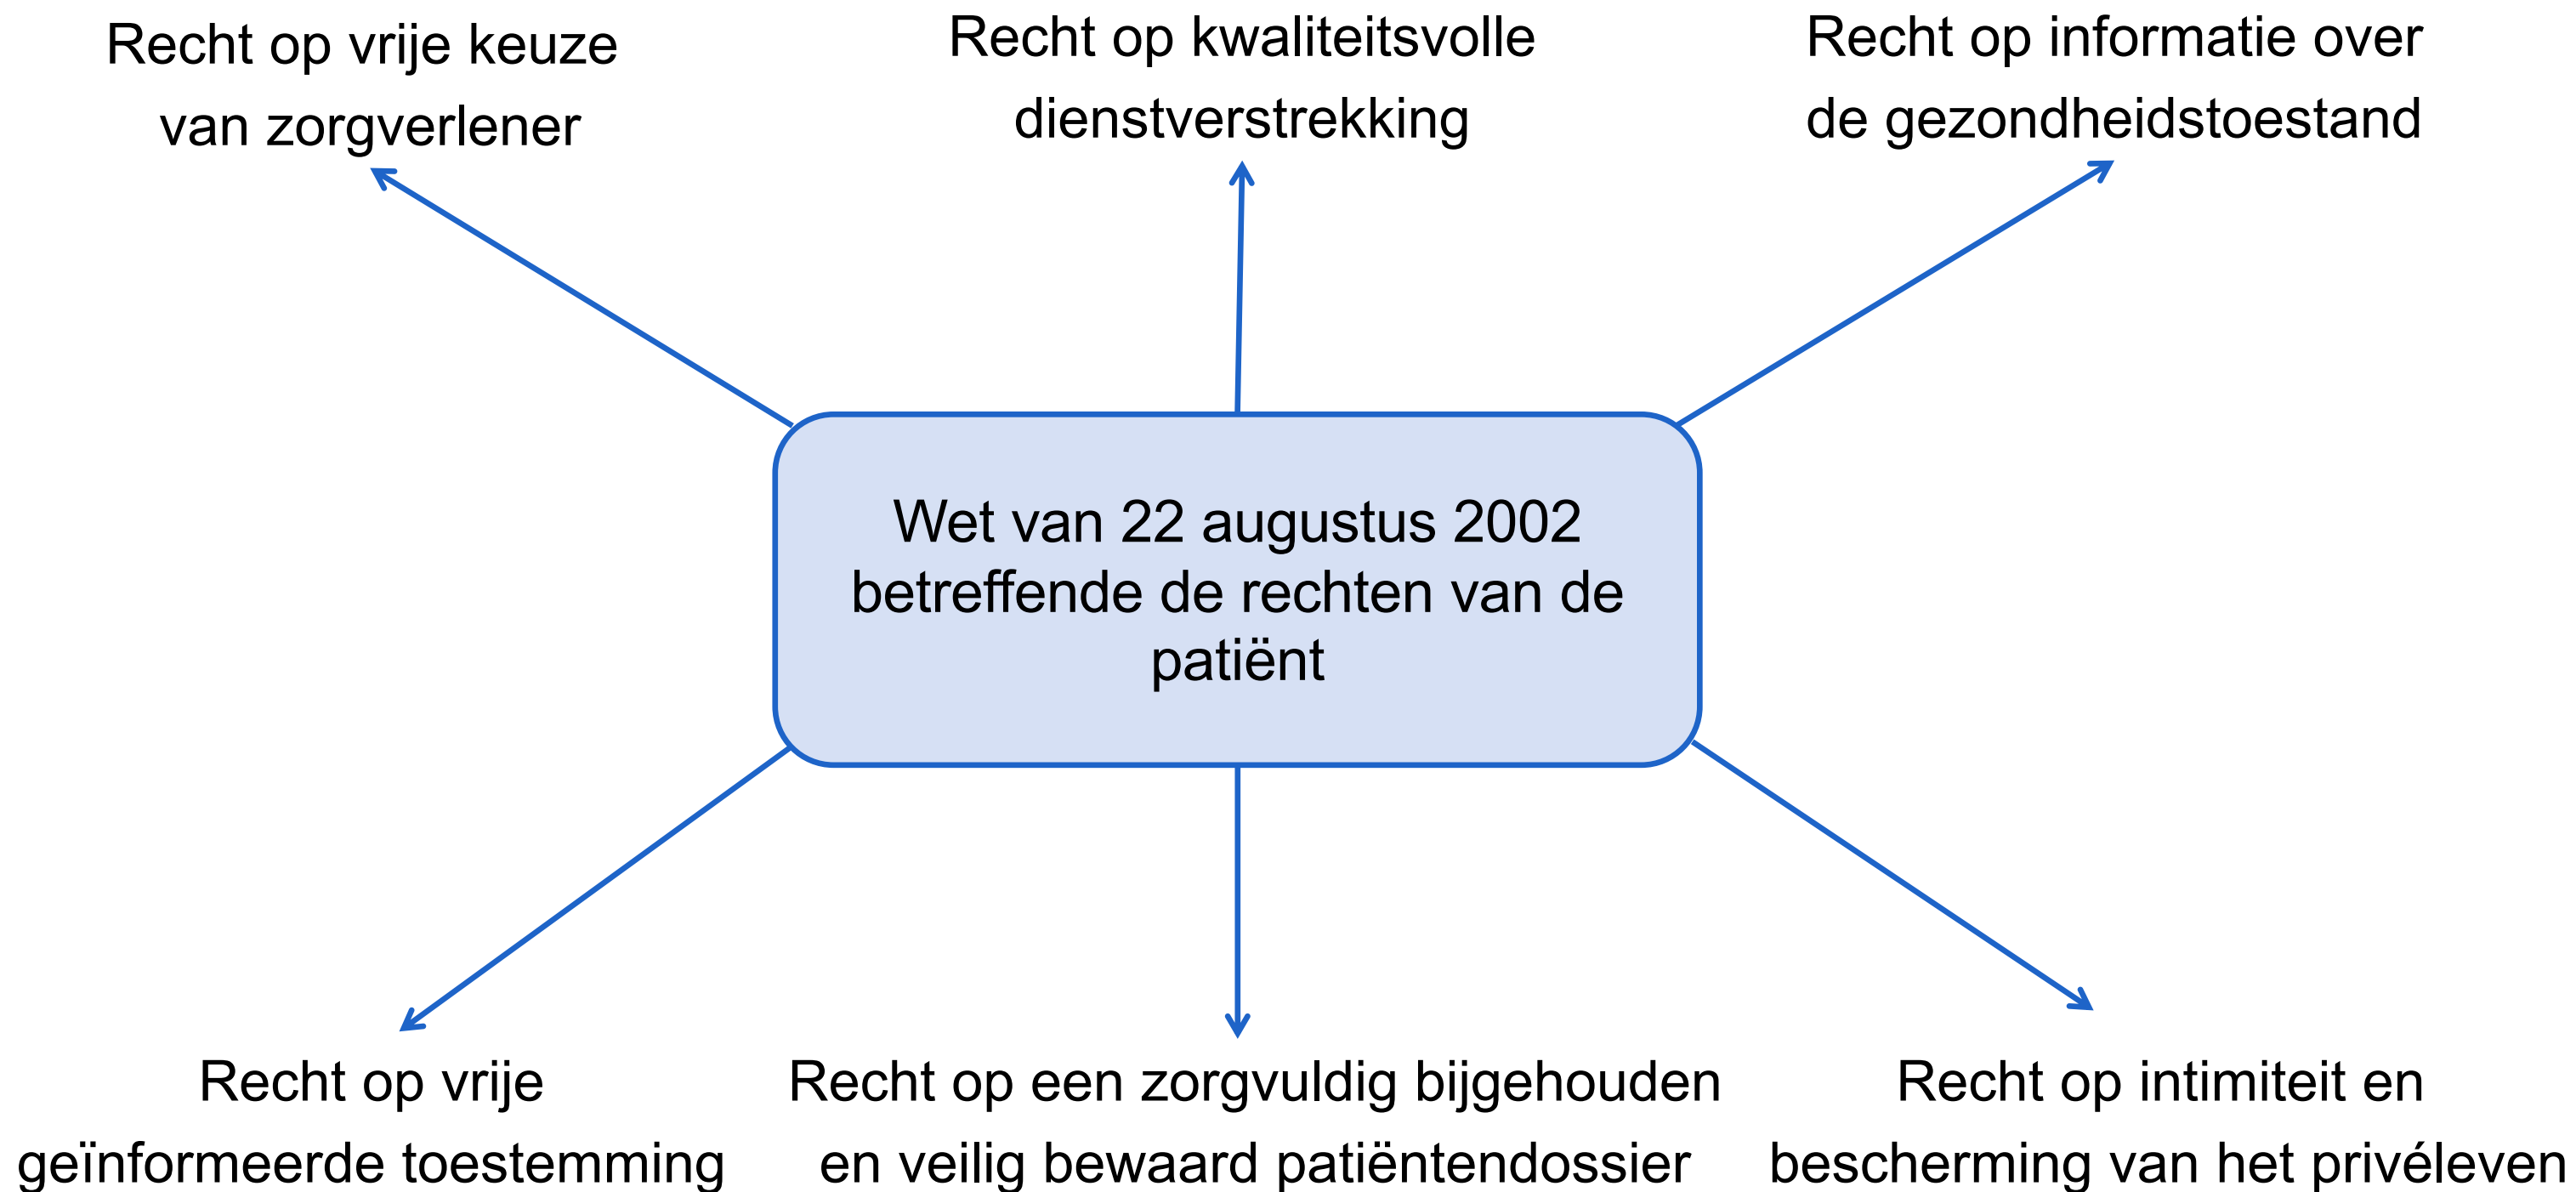 Recht op vrije keuze
van zorgverlener
Recht op kwaliteitsvolle
dienstverstrekking
Recht op informatie over
de gezondheidstoestand
Wet van 22 augustus 2002
betreffende de rechten van de
patiënt
Recht op vrije
geïnformeerde toestemming
Recht op een zorgvuldig bijgehouden
en veilig bewaard patiëntendossier
Recht op intimiteit en
bescherming van het privéleven